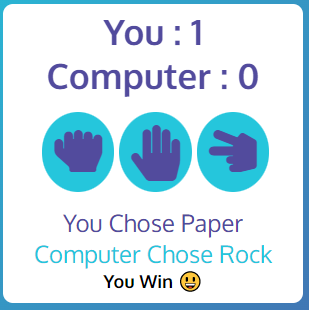 You : 1
Computer : 0
You Chose Paper
Computer Chose Rock
You Win 😃